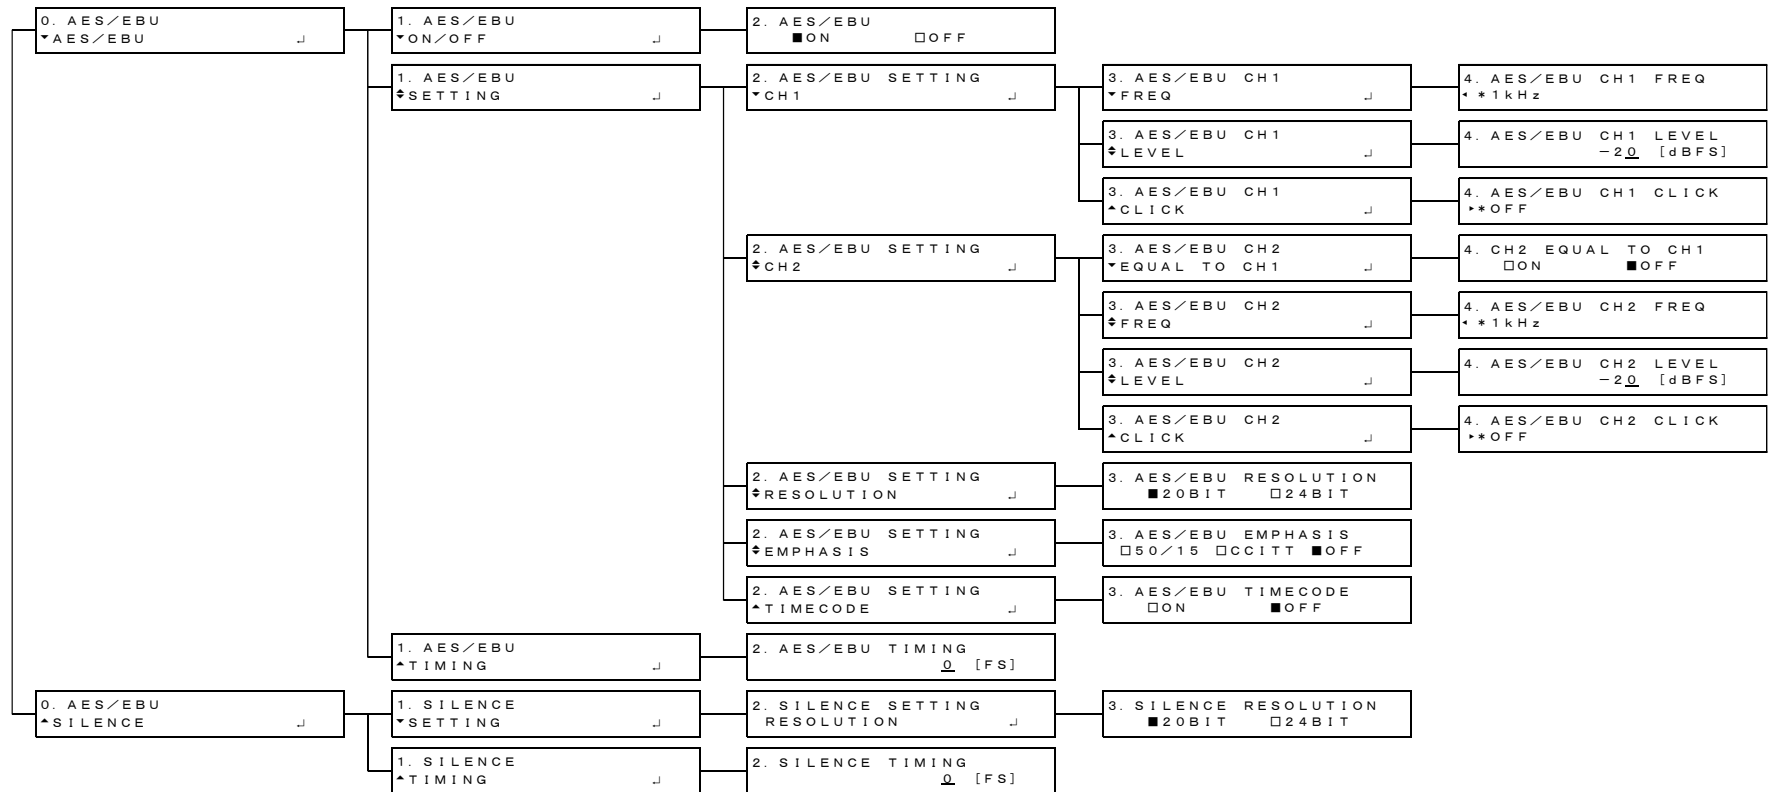 0. AES/EBU
▾AES/EBU ↵
1. AES/EBU
▾ON/OFF ↵
2. AES/EBU
■ON □OFF
1. AES/EBU
♦SETTING ↵
2. AES/EBU SETTING
▾CH1 ↵
3. AES/EBU CH1
▾FREQ ↵
4. AES/EBU CH1 FREQ
◂ *1kHz
3. AES/EBU CH1
♦LEVEL ↵
4. AES/EBU CH1 LEVEL
−20 [dBFS]
3. AES/EBU CH1
▴CLICK ↵
4. AES/EBU CH1 CLICK
▸*OFF
2. AES/EBU SETTING
♦CH2 ↵
3. AES/EBU CH2
▾EQUAL TO CH1 ↵
4. CH2 EQUAL TO CH1
□ON ■OFF
3. AES/EBU CH2
♦FREQ ↵
4. AES/EBU CH2 FREQ
◂ *1kHz
3. AES/EBU CH2
♦LEVEL ↵
4. AES/EBU CH2 LEVEL
−20 [dBFS]
3. AES/EBU CH2
▴CLICK ↵
4. AES/EBU CH2 CLICK
▸*OFF
2. AES/EBU SETTING
♦RESOLUTION ↵
3. AES/EBU RESOLUTION
■20BIT □24BIT
2. AES/EBU SETTING
♦EMPHASIS ↵
3. AES/EBU EMPHASIS
□50/15 □CCITT ■OFF
2. AES/EBU SETTING
▴TIMECODE ↵
3. AES/EBU TIMECODE
□ON ■OFF
1. AES/EBU
▴TIMING ↵
2. AES/EBU TIMING
0 [FS]
0. AES/EBU
▴SILENCE ↵
1. SILENCE
▾SETTING ↵
2. SILENCE SETTING
RESOLUTION ↵
3. SILENCE RESOLUTION
■20BIT □24BIT
1. SILENCE
▴TIMING ↵
2. SILENCE TIMING
0 [FS]